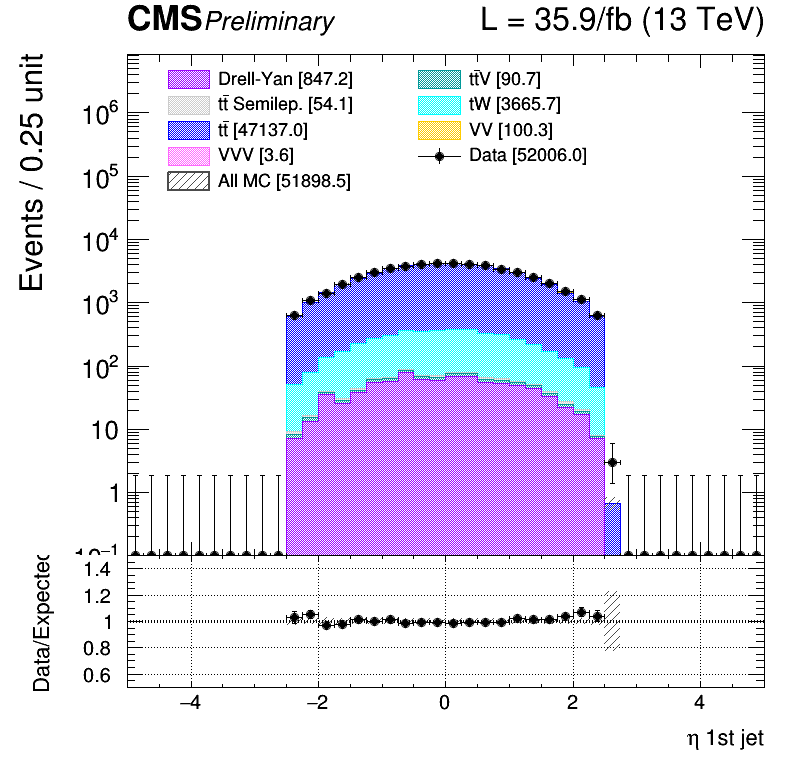 CMS Preliminary L = 35.9/fb (13 TeV)
Events / 0.25 unit
Drell-Yan [847.2]
tt̄ Semilep. [54.1]
tt̄ [47137.0]
VVV [3.6]
All MC [51898.5]
tt̄V [90.7]
tW [3665.7]
VV [100.3]
Data [52006.0]
10⁶
10⁵
10⁴
10³
10²
10
1
10⁻¹
Data/Expected
1.4
1.2
1
0.8
0.6
−4 −2 0 2 4
η 1st jet